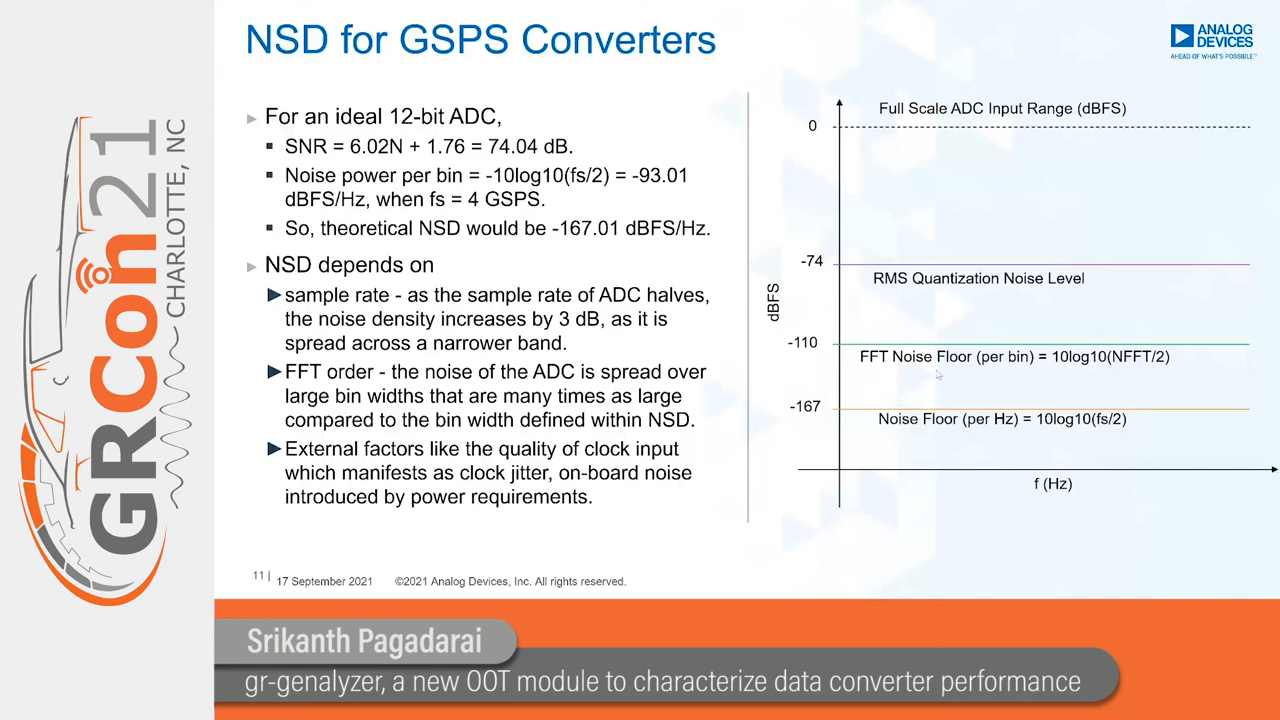 NSD for GSPS Converters
ANALOG
DEVICES
AHEAD OF WHAT'S POSSIBLE™
GRCon21
CHARLOTTE, NC
For an ideal 12-bit ADC,
SNR = 6.02N + 1.76 = 74.04 dB.
Noise power per bin = -10log10(fs/2) = -93.01
dBFS/Hz, when fs = 4 GSPS.
So, theoretical NSD would be -167.01 dBFS/Hz.
NSD depends on
sample rate - as the sample rate of ADC halves,
the noise density increases by 3 dB, as it is
spread across a narrower band.
FFT order - the noise of the ADC is spread over
large bin widths that are many times as large
compared to the bin width defined within NSD.
External factors like the quality of clock input
which manifests as clock jitter, on-board noise
introduced by power requirements.
Full Scale ADC Input Range (dBFS)
0
-74
RMS Quantization Noise Level
dBFS
-110
FFT Noise Floor (per bin) = 10log10(NFFT/2)
-167
Noise Floor (per Hz) = 10log10(fs/2)
f (Hz)
11 | 17 September 2021 ©2021 Analog Devices, Inc. All rights reserved.
Srikanth Pagadarai
gr-genalyzer, a new OOT module to characterize data converter performance